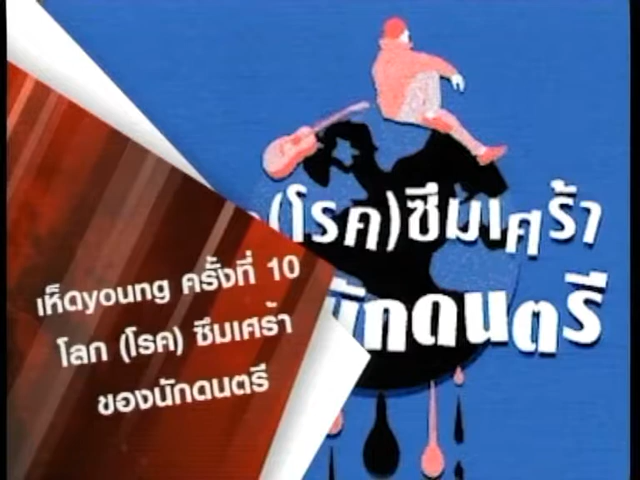 เห็ดyoung ครั้งที่ 10
โลก (โรค) ซึมเศร้า
ของนักดนตรี
(โรค)ซึมเศร้า
นักดนตรี